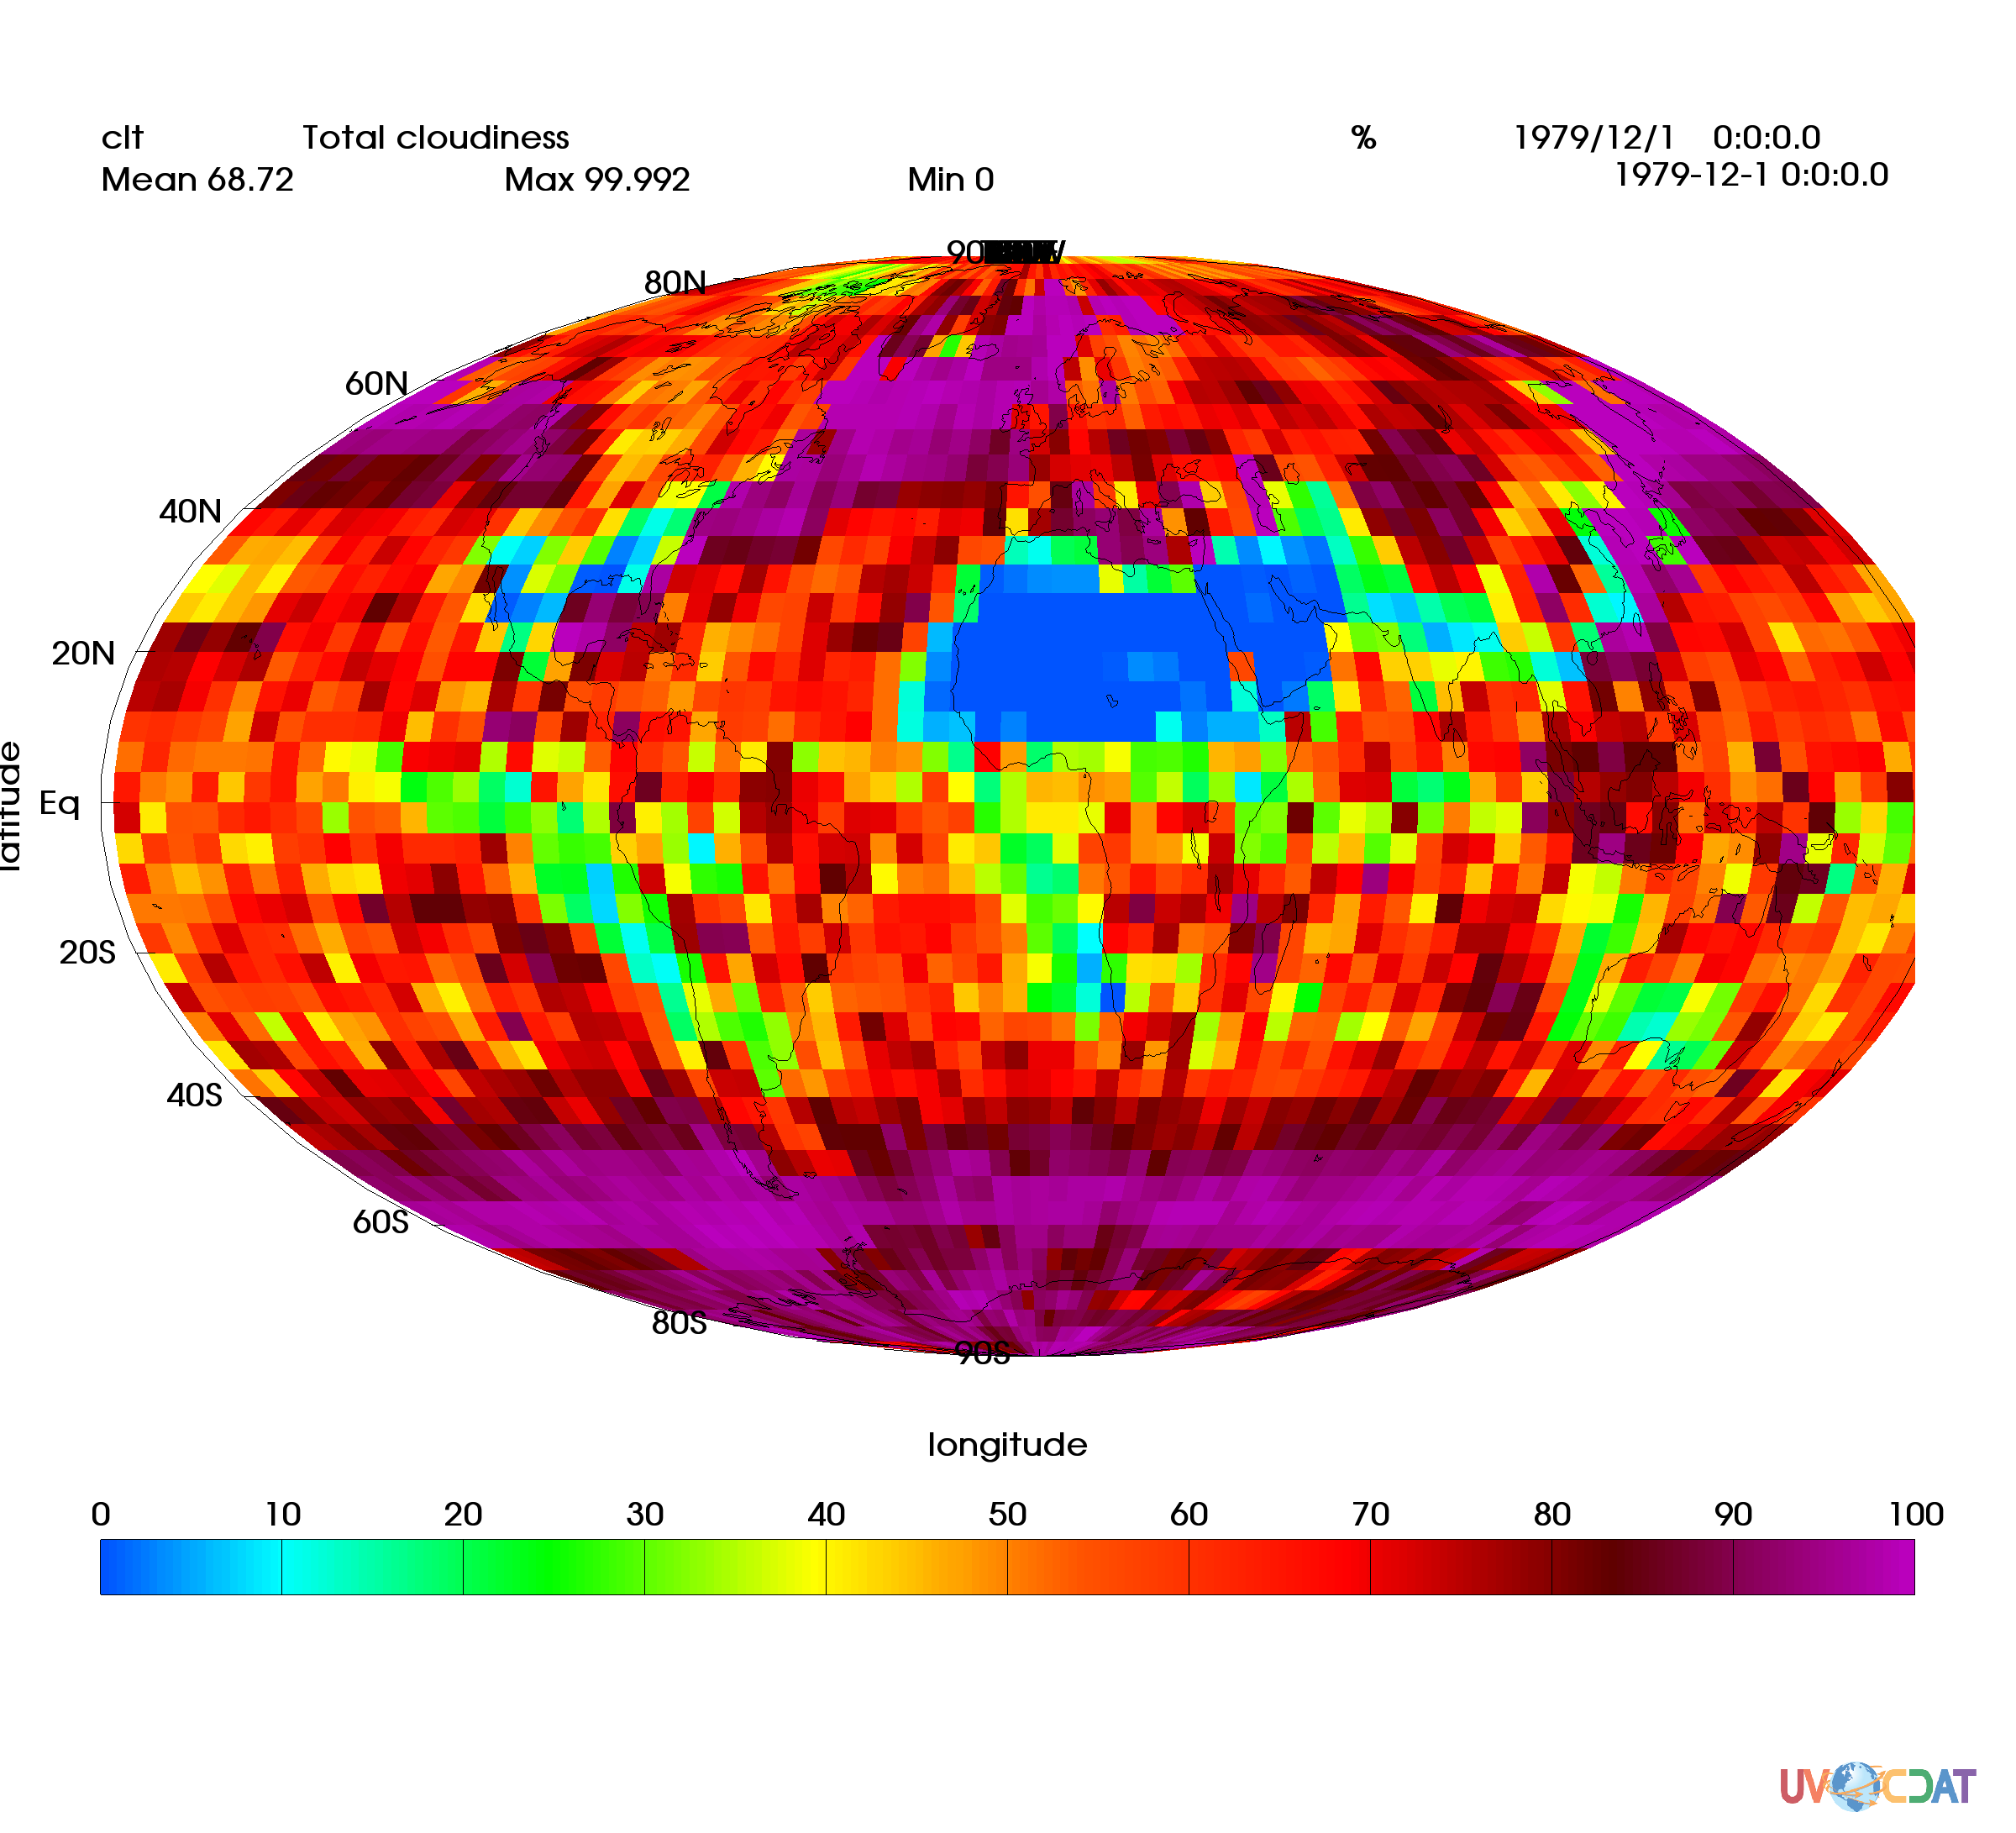 clt Total cloudiness % 1979/12/1 0:0:0.0
Mean 68.72 Max 99.992 Min 0 1979-12-1 0:0:0.0
80N
60N
40N
20N
latitude
Eq
20S
40S
60S
80S
90S
longitude
0 10 20 30 40 50 60 70 80 90 100
UV CDAT